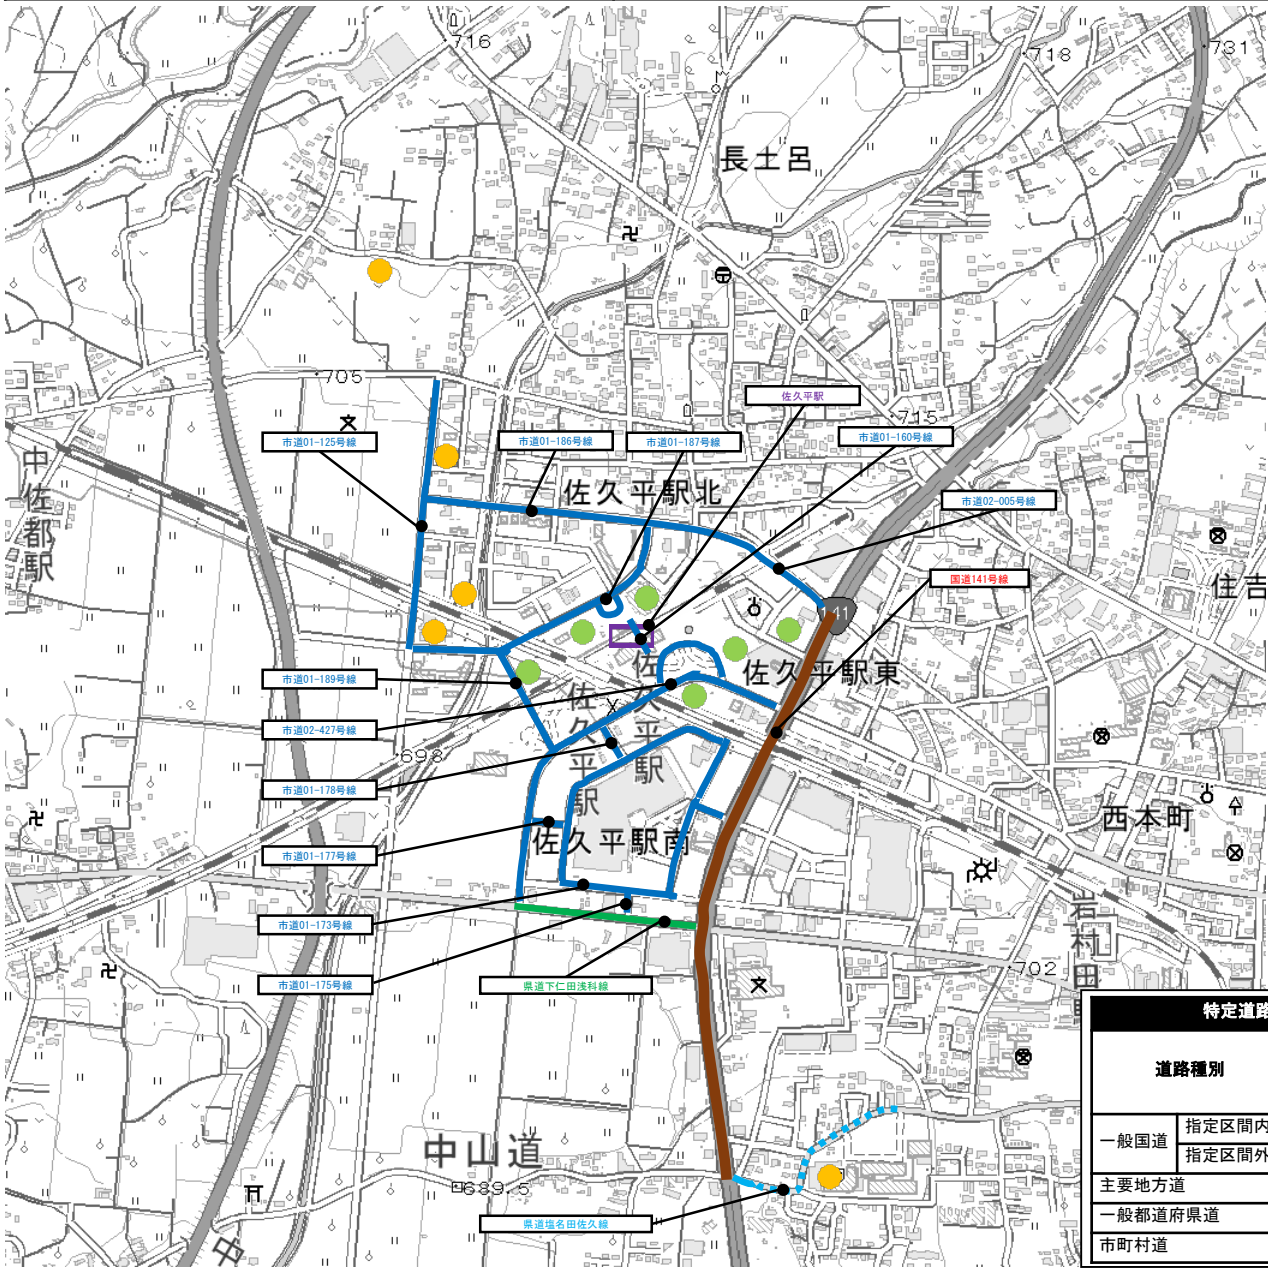 716
718
731
長土呂
705
佐久平駅
715
市道01-125号線
市道01-186号線
市道01-187号線
市道01-160号線
中佐都駅
佐久平駅北
市道02-005号線
国道141号線
住吉
141
佐久平駅東
佐久平駅
佐久平駅
市道01-189号線
市道02-427号線
698
市道01-178号線
西本町
佐久平駅南
市道01-177号線
市道01-173号線
岩村田
702
市道01-175号線
県道下仁田浅科線
特定道路
道路種別
一般国道
指定区間内
指定区間外
主要地方道
一般都道府県道
市町村道
中山道
689.5
県道塩名田佐久線
中